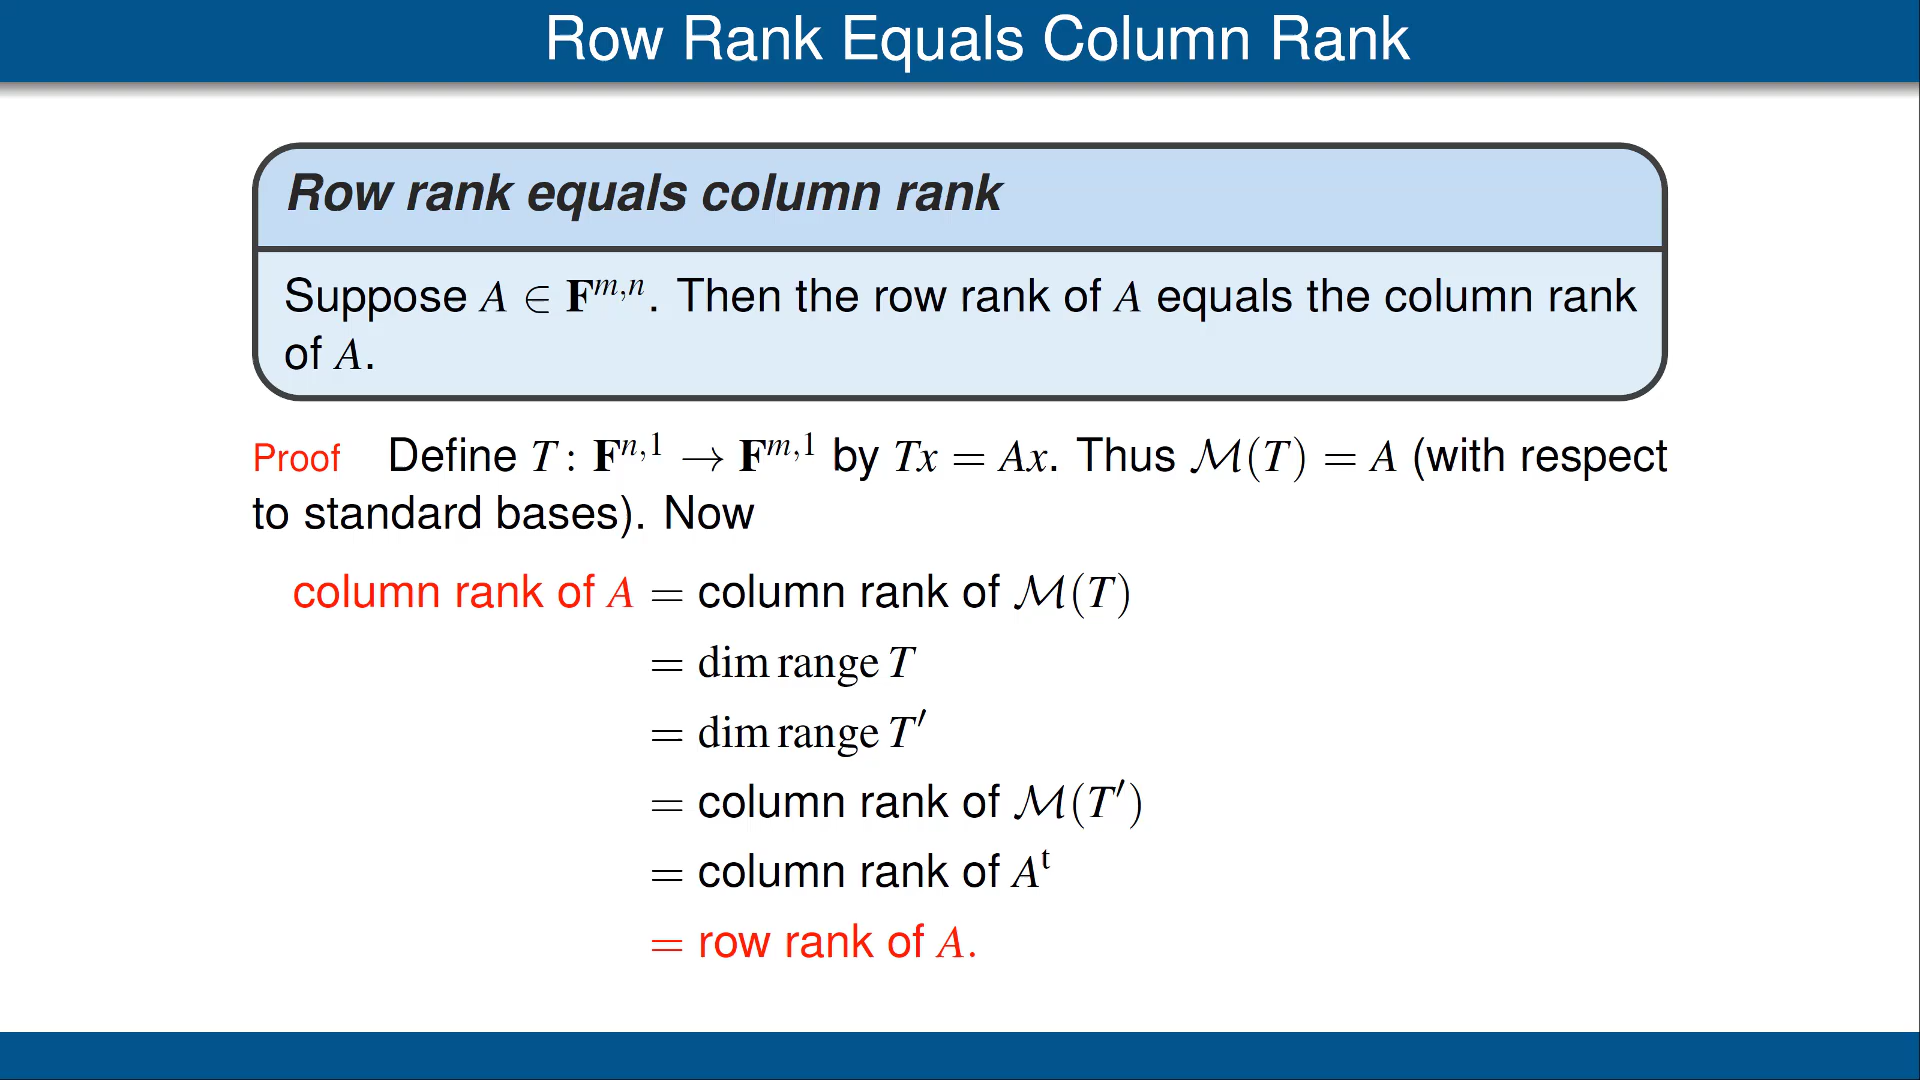 Row Rank Equals Column Rank
Row rank equals column rank
Suppose A ∈ F^{m,n}. Then the row rank of A equals the column rank
of A.
Proof Define T: F^{n,1} → F^{m,1} by Tx = Ax. Thus ℳ(T) = A (with respect
to standard bases). Now
column rank of A = column rank of ℳ(T)
= dim range T
= dim range T′
= column rank of ℳ(T′)
= column rank of A^t
= row rank of A.